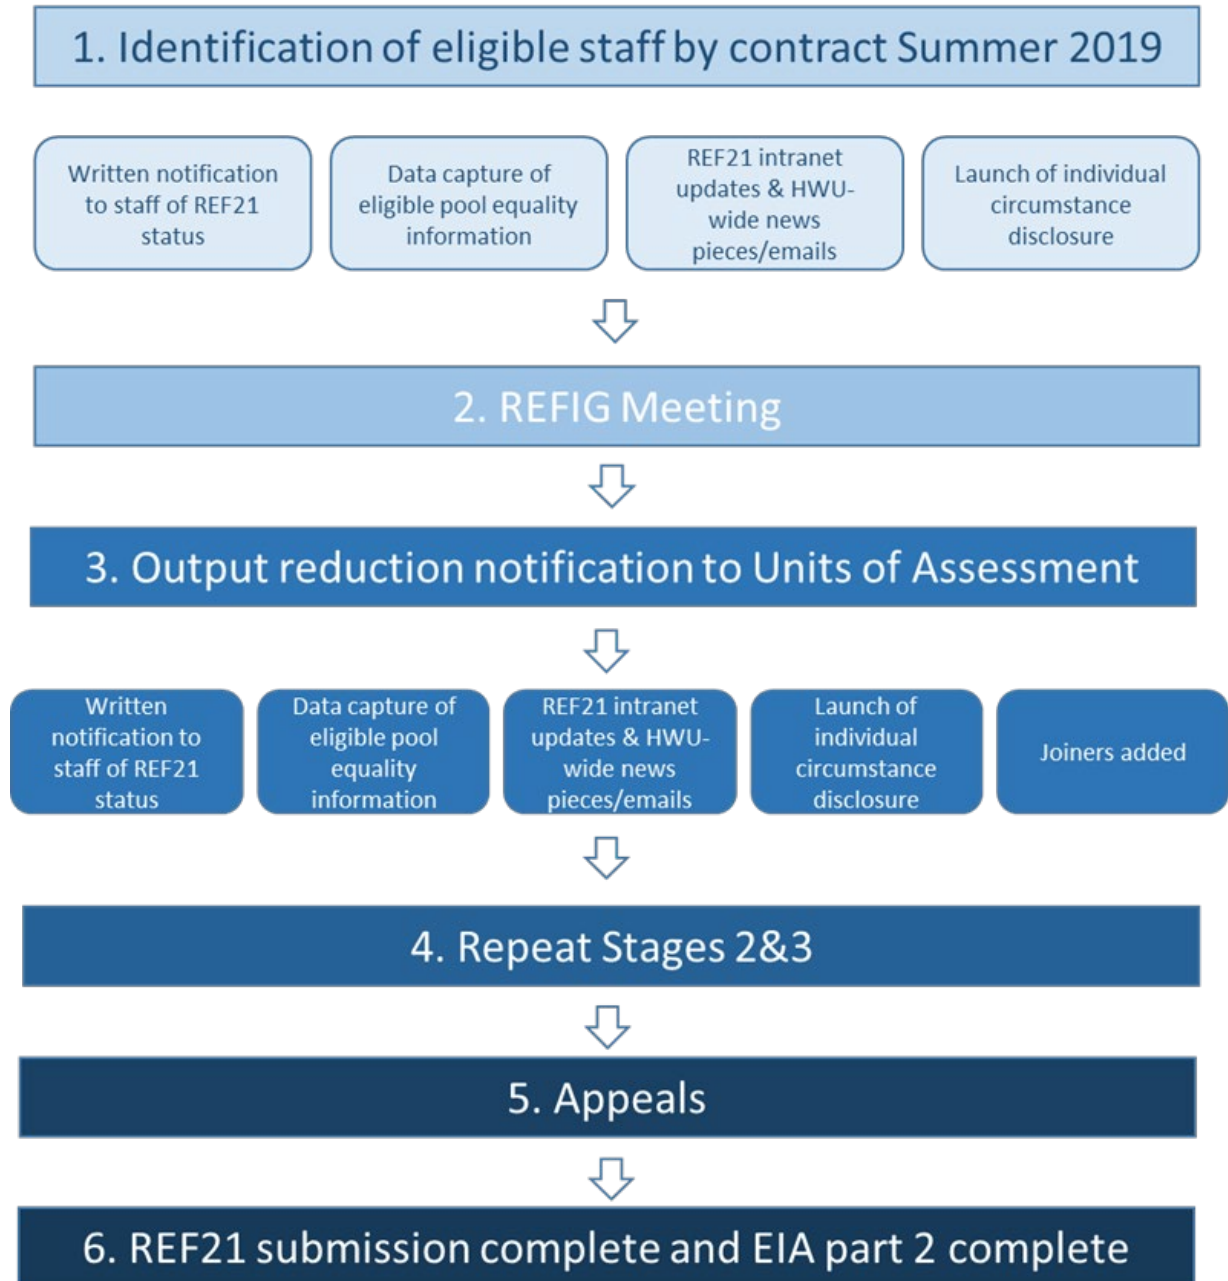 1. Identification of eligible staff by contract Summer 2019
Written notification
to staff of REF21
status
Data capture of
eligible pool equality
information
REF21 intranet
updates & HWU-
wide news
pieces/emails
Launch of individual
circumstance
disclosure
2. REFIG Meeting
3. Output reduction notification to Units of Assessment
Written
notification to
staff of REF21
status
Data capture of
eligible pool
equality
information
REF21 intranet
updates & HWU-
wide news
pieces/emails
Launch of
individual
circumstance
disclosure
Joiners added
4. Repeat Stages 2&3
5. Appeals
6. REF21 submission complete and EIA part 2 complete